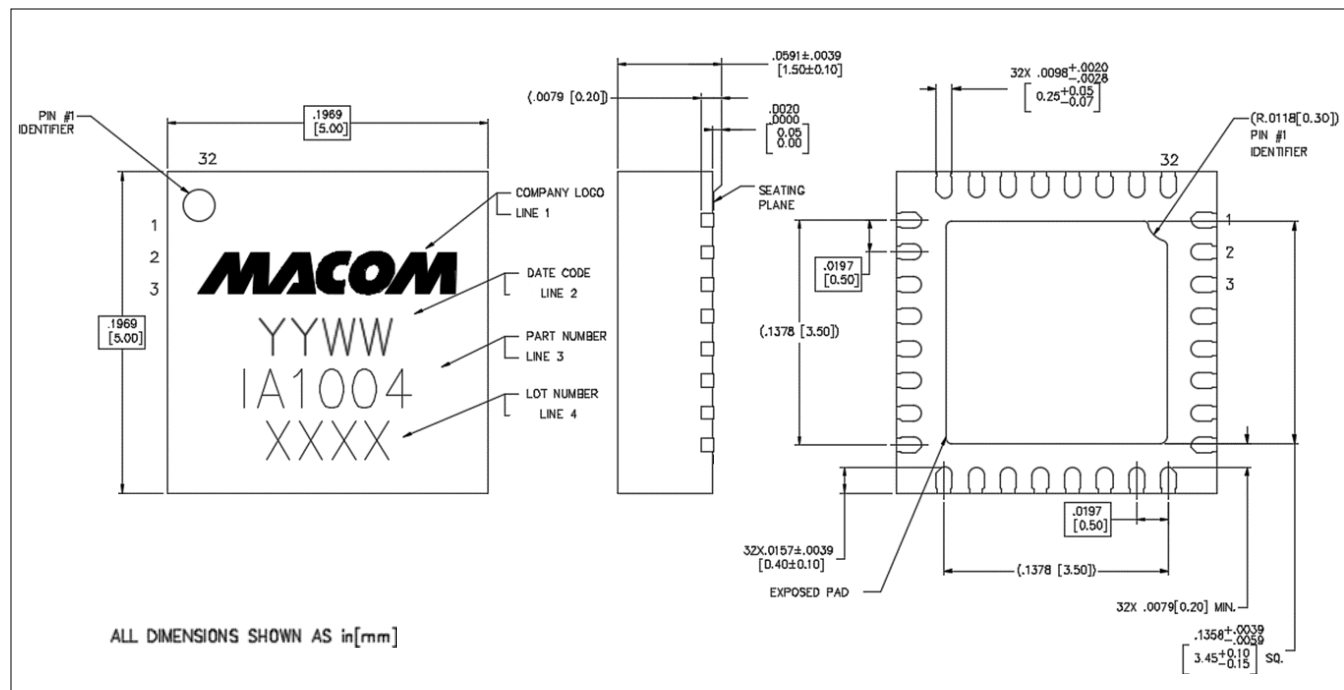 .1969
[5.00]
PIN #1
IDENTIFIER
32
1
2
3
.1969
[5.00]
MACOM
YYWW
IA1004
XXXX
COMPANY LOGO
LINE 1
DATE CODE
LINE 2
PART NUMBER
LINE 3
LOT NUMBER
LINE 4
.0591±.0039
[1.50±0.10]
(.0079 [0.20])
.0020
.0000
[0.05
0.00]
SEATING
PLANE
32X .0098+.0020
-.0028
[0.25+0.05
-0.07]
(R.0118[0.30])
PIN #1
IDENTIFIER
32
1
2
3
.0197
[0.50]
(.1378 [3.50])
.0197
[0.50]
32X.0157±.0039
[0.40±0.10]
(.1378 [3.50])
EXPOSED PAD
32X .0079[0.20] MIN.
.1358+.0039
-.0059
[3.45+0.10
-0.15] SQ.
ALL DIMENSIONS SHOWN AS in[mm]